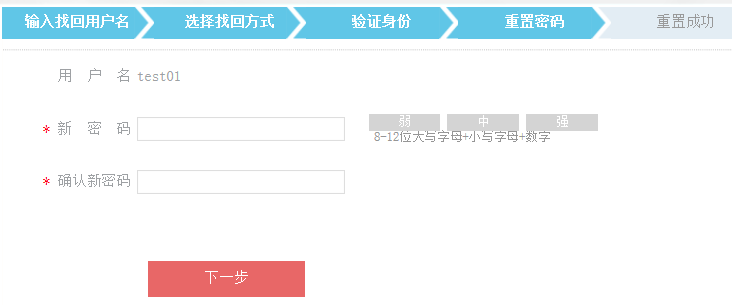 输入找回用户名 选择找回方式 验证身份 重置密码 重置成功
用 户 名 test01
* 新 密 码 弱 中 强
8-12位大写字母+小写字母+数字
* 确认新密码
下一步